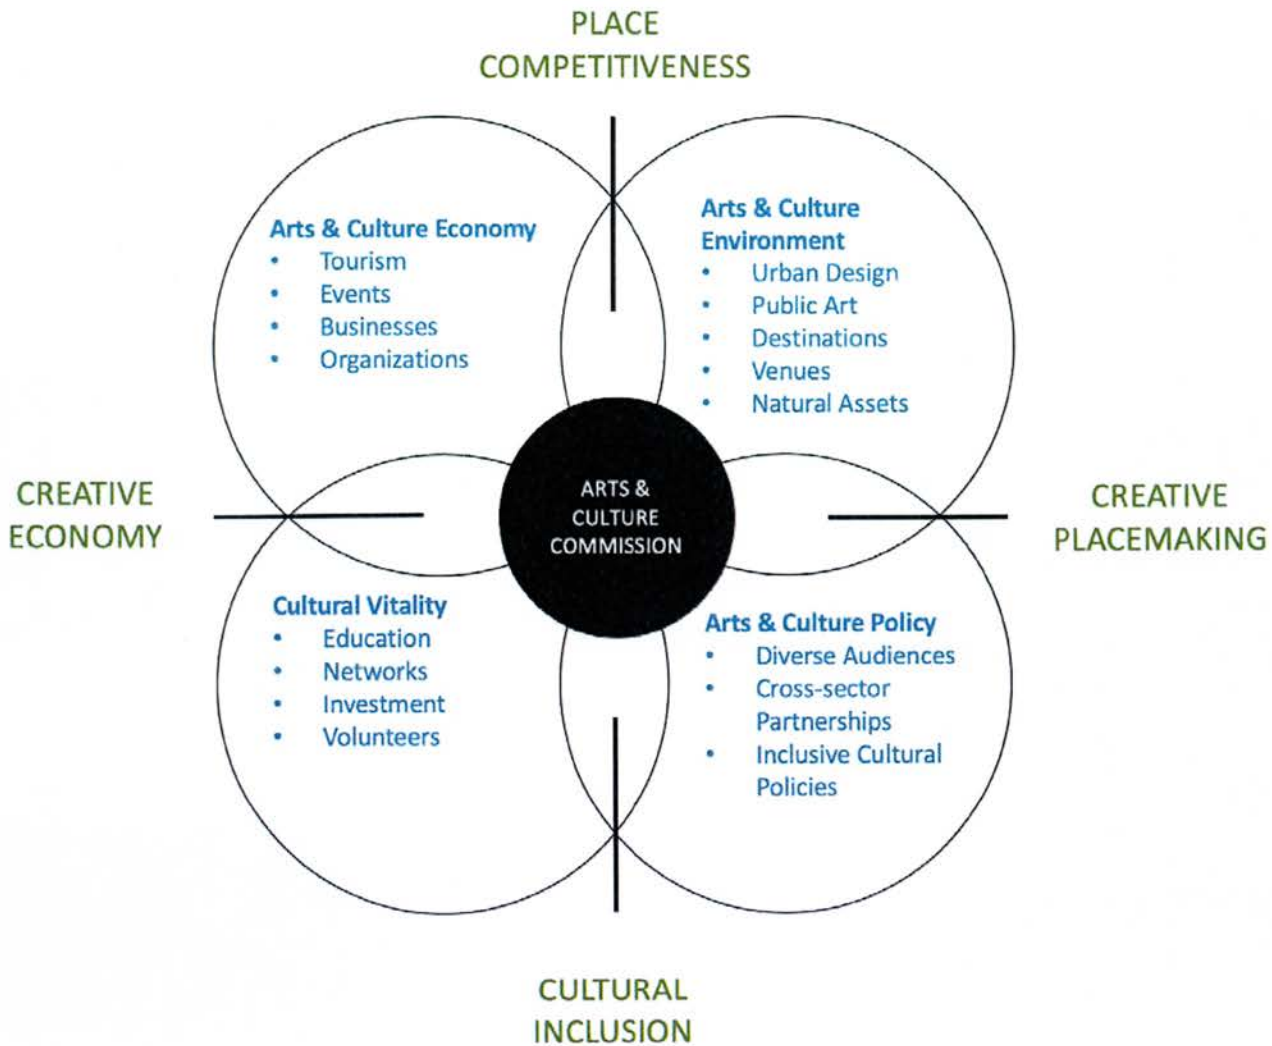 PLACE
COMPETITIVENESS
Arts & Culture Economy
• Tourism
• Events
• Businesses
• Organizations
Arts & Culture
Environment
• Urban Design
• Public Art
• Destinations
• Venues
• Natural Assets
CREATIVE
ECONOMY
ARTS &
CULTURE
COMMISSION
CREATIVE
PLACEMAKING
Cultural Vitality
• Education
• Networks
• Investment
• Volunteers
Arts & Culture Policy
• Diverse Audiences
• Cross-sector
Partnerships
• Inclusive Cultural
Policies
CULTURAL
INCLUSION